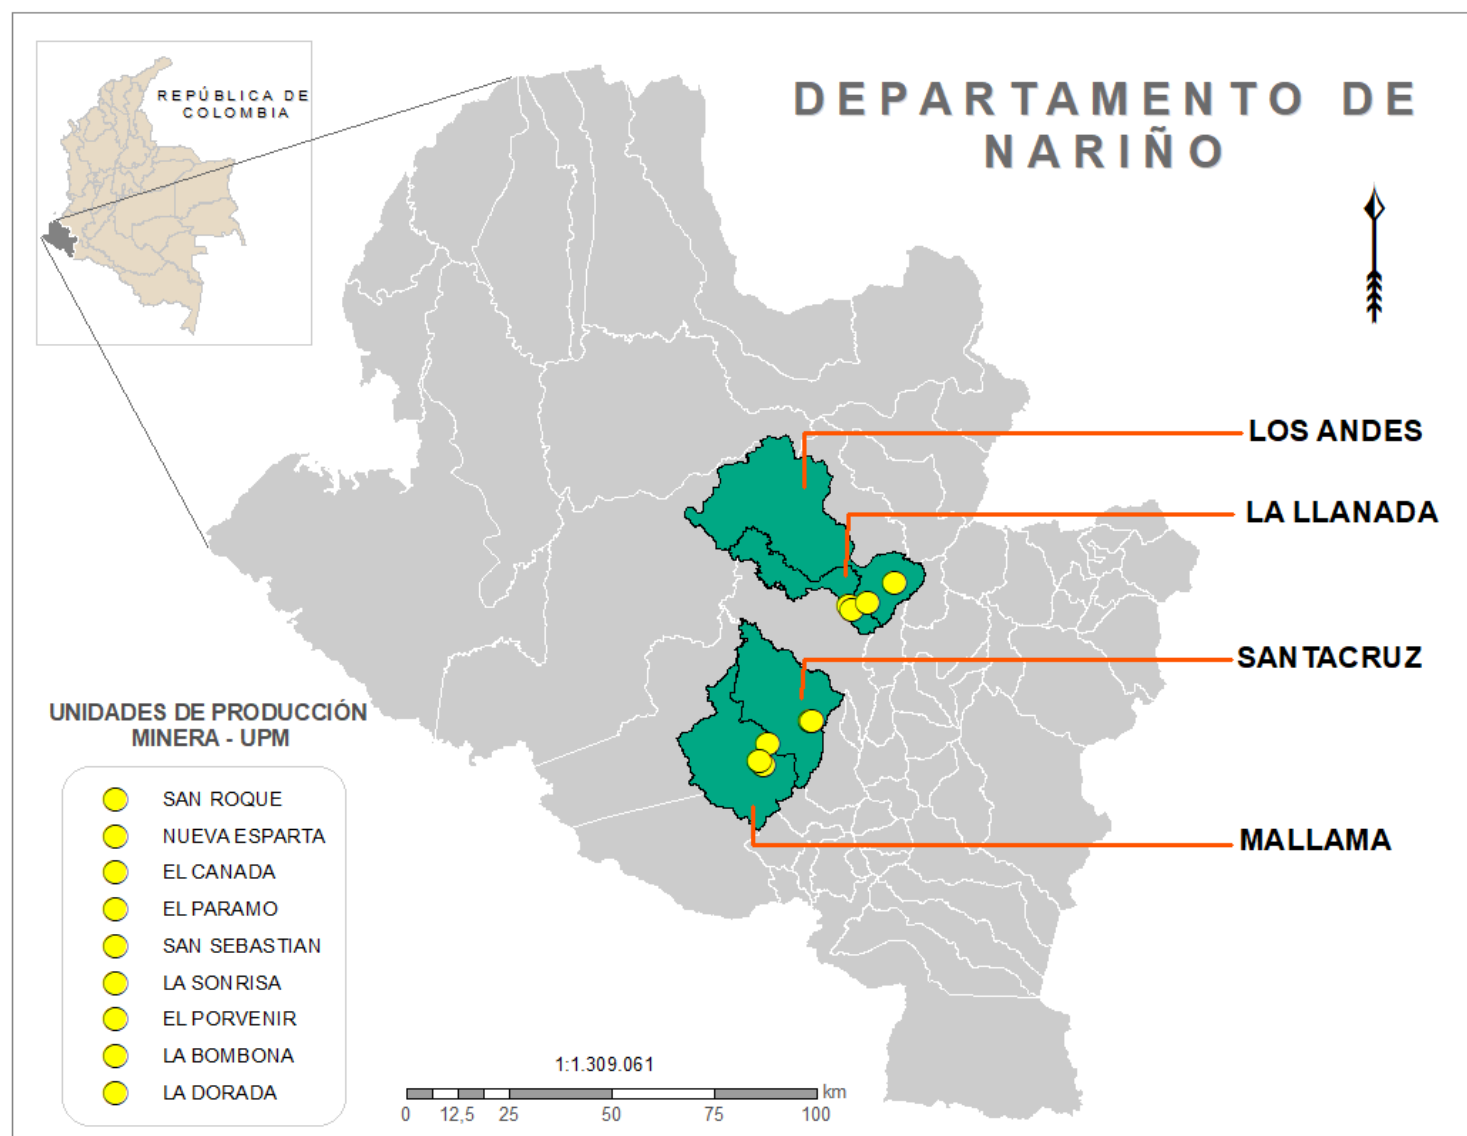 REPÚBLICA DE
COLOMBIA
DEPARTAMENTO DE
NARIÑO
LOS ANDES
LA LLANADA
SANTACRUZ
MALLAMA
UNIDADES DE PRODUCCIÓN
MINERA - UPM
SAN ROQUE
NUEVA ESPARTA
EL CANADA
EL PARAMO
SAN SEBASTIAN
LA SONRISA
EL PORVENIR
LA BOMBONA
LA DORADA
1:1.309.061
km
0 12,5 25 50 75 100